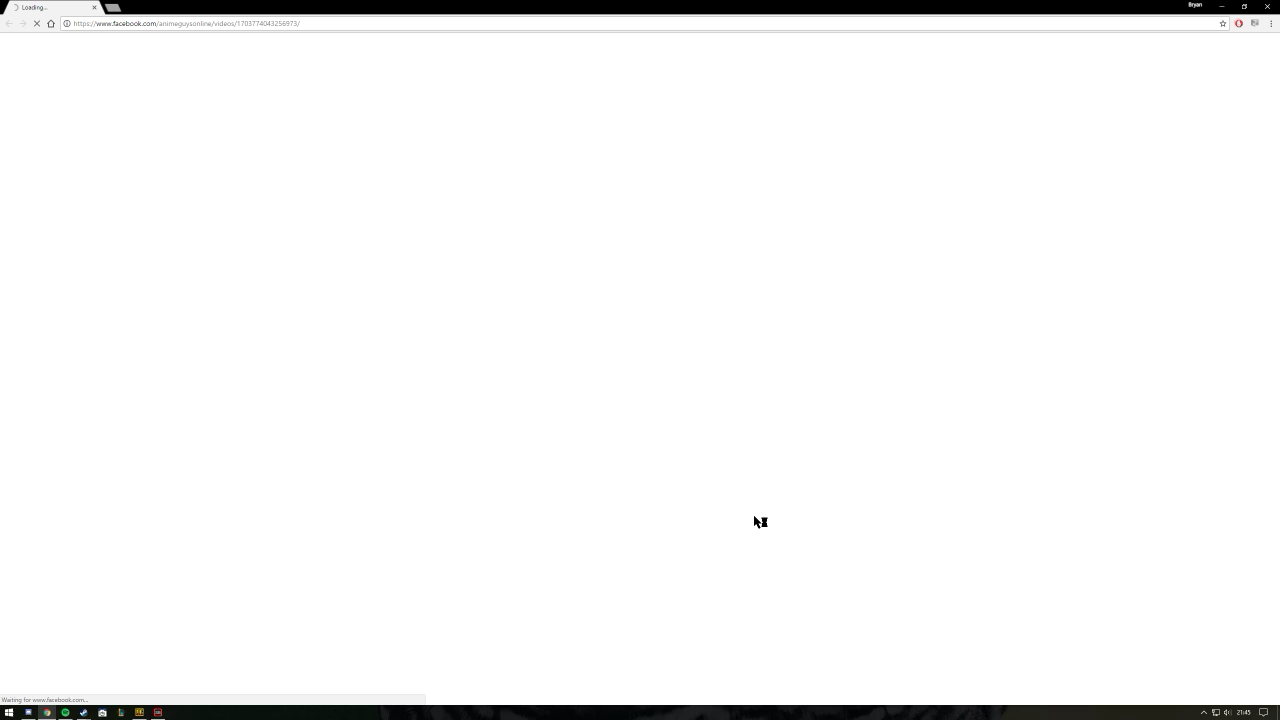 Loading...
Bryan
https://www.facebook.com/animeguysonline/videos/1703774043256973/
Waiting for www.facebook.com...
21:45